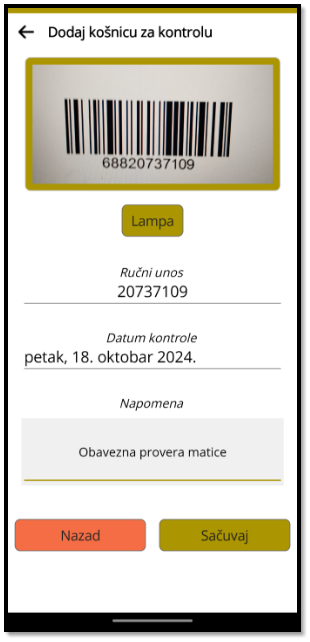 Dodaj košnicu za kontrolu
68820737109
Lampa
Ručni unos
20737109
Datum kontrole
petak, 18. oktobar 2024.
Napomena
Obavezna provera matice
Nazad
Sačuvaj